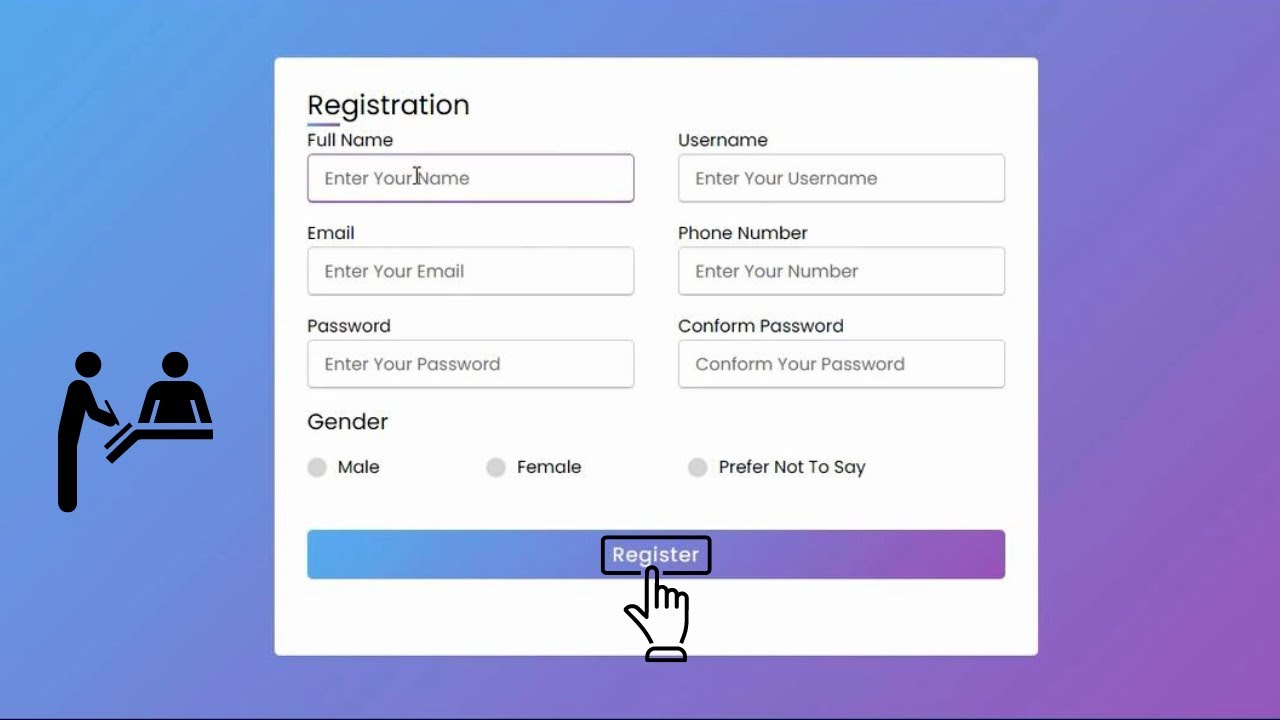 Registration
Full Name
Username
Enter Your Name
Enter Your Username
Email
Phone Number
Enter Your Email
Enter Your Number
Password
Conform Password
Enter Your Password
Conform Your Password
Gender
Male
Female
Prefer Not To Say
Register